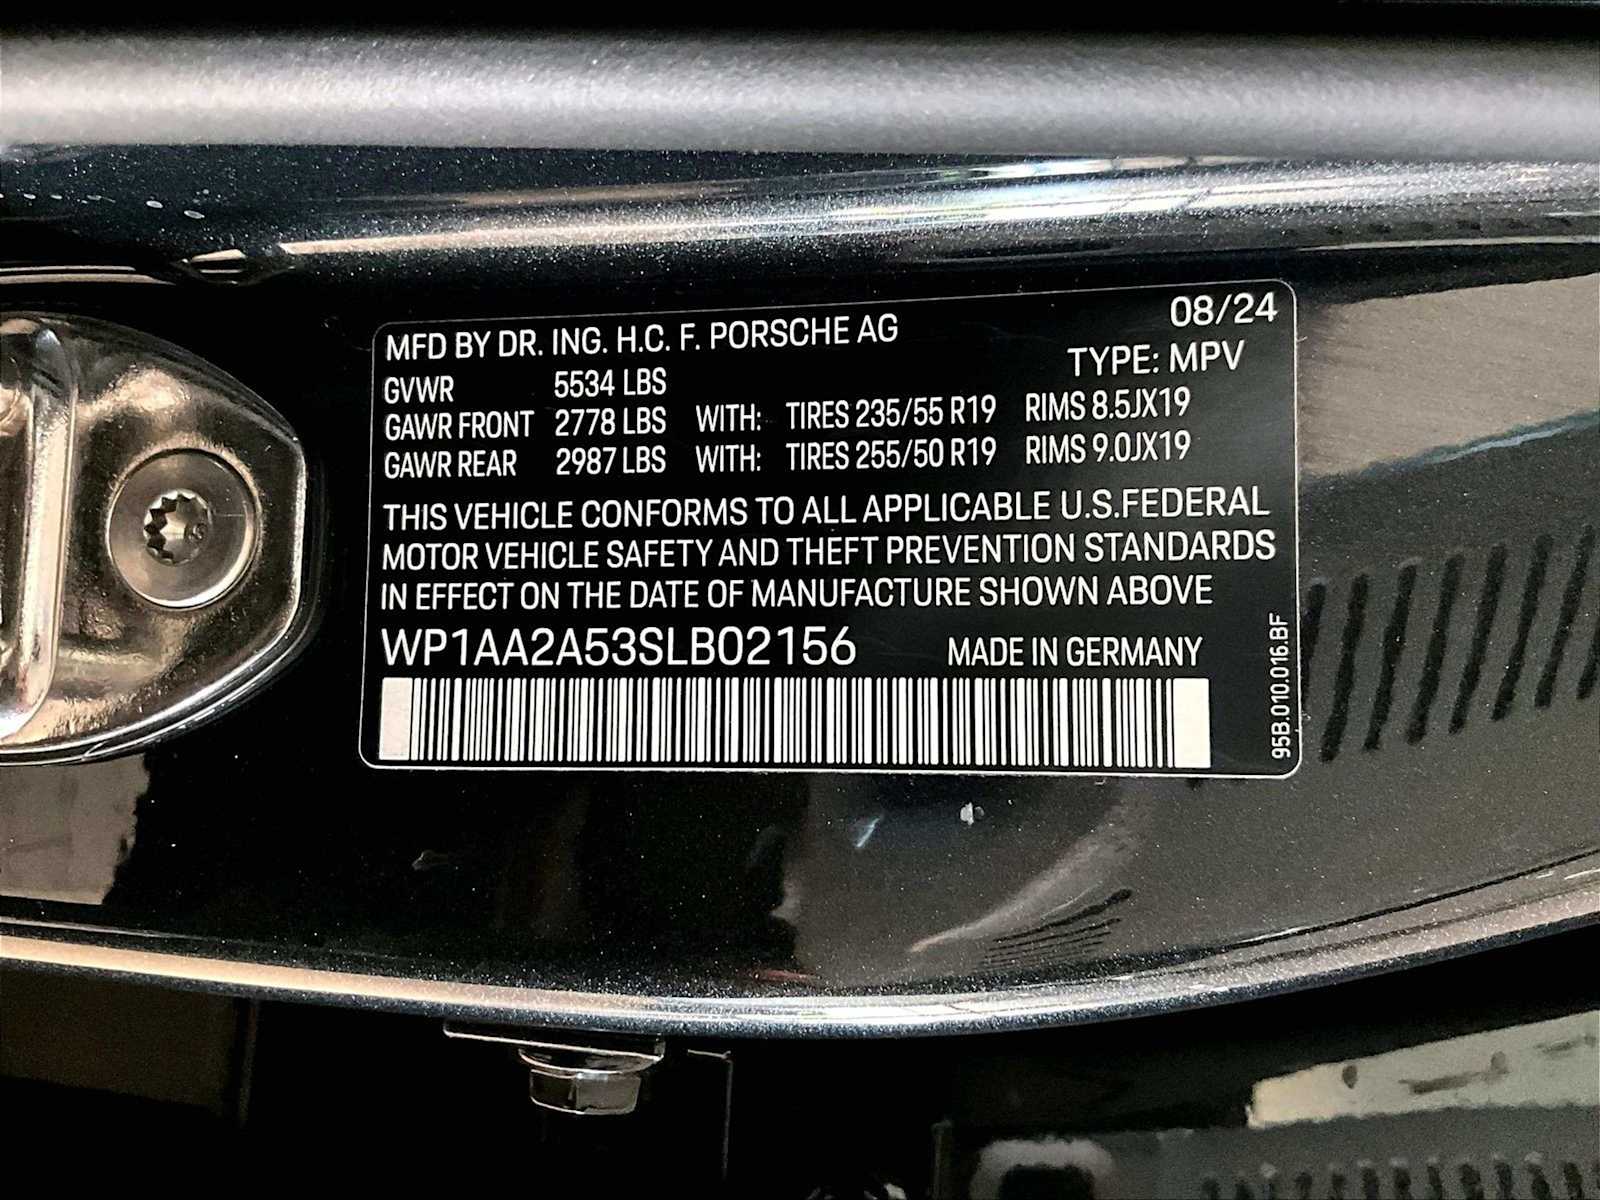 MFD BY DR. ING. H.C. F. PORSCHE AG 08/24
GVWR 5534 LBS TYPE: MPV
GAWR FRONT 2778 LBS WITH: TIRES 235/55 R19 RIMS 8.5JX19
GAWR REAR 2987 LBS WITH: TIRES 255/50 R19 RIMS 9.0JX19
THIS VEHICLE CONFORMS TO ALL APPLICABLE U.S.FEDERAL
MOTOR VEHICLE SAFETY AND THEFT PREVENTION STANDARDS
IN EFFECT ON THE DATE OF MANUFACTURE SHOWN ABOVE
WP1AA2A53SLB02156 MADE IN GERMANY
95B.010.016.BF